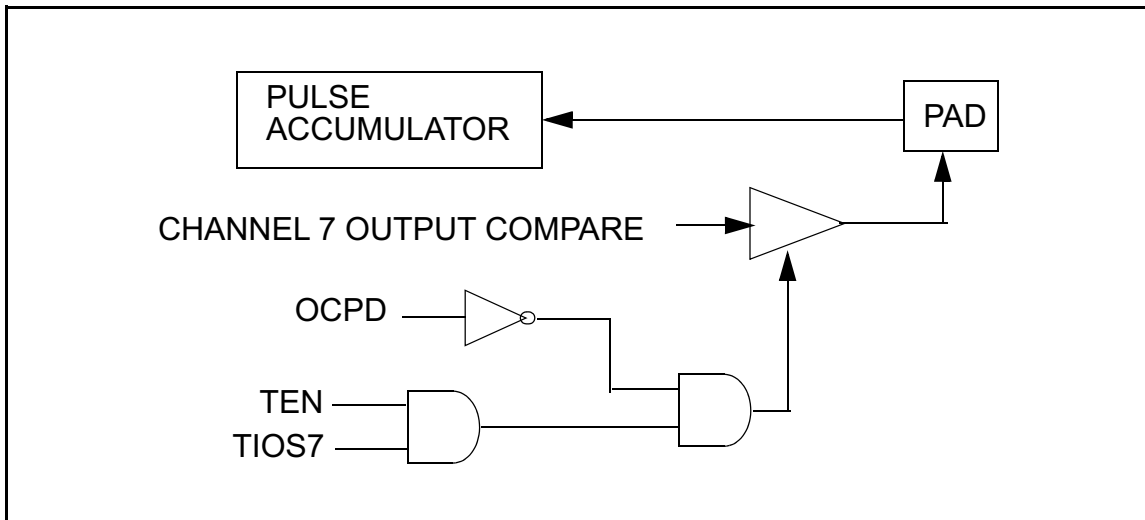 PULSE
ACCUMULATOR
PAD
CHANNEL 7 OUTPUT COMPARE
OCPD
TEN
TIOS7